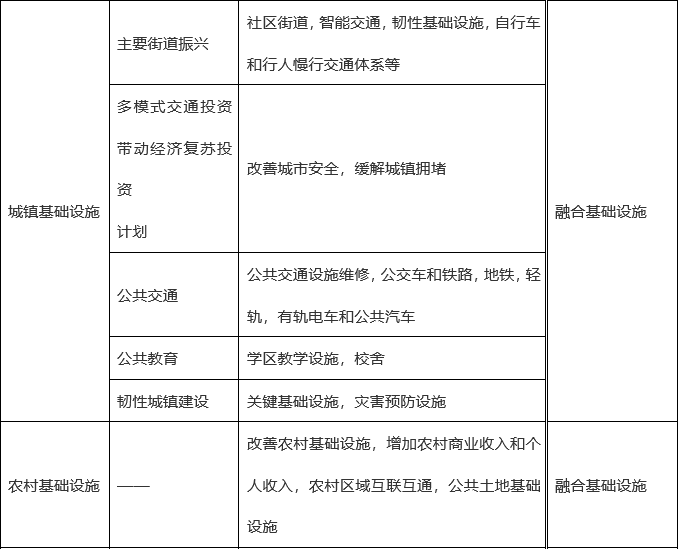 城镇基础设施
主要街道振兴
社区街道，智能交通，韧性基础设施，自行车
和行人慢行交通体系等
融合基础设施
多模式交通投资
带动经济复苏投
资
计划
改善城市安全，缓解城镇拥堵
公共交通
公共交通设施维修，公交车和铁路，地铁，轻
轨，有轨电车和公共汽车
公共教育
学区教学设施，校舍
韧性城镇建设
关键基础设施，灾害预防设施
农村基础设施
——
改善农村基础设施，增加农村商业收入和个
人收入，农村区域互联互通，公共土地基础
设施
融合基础设施